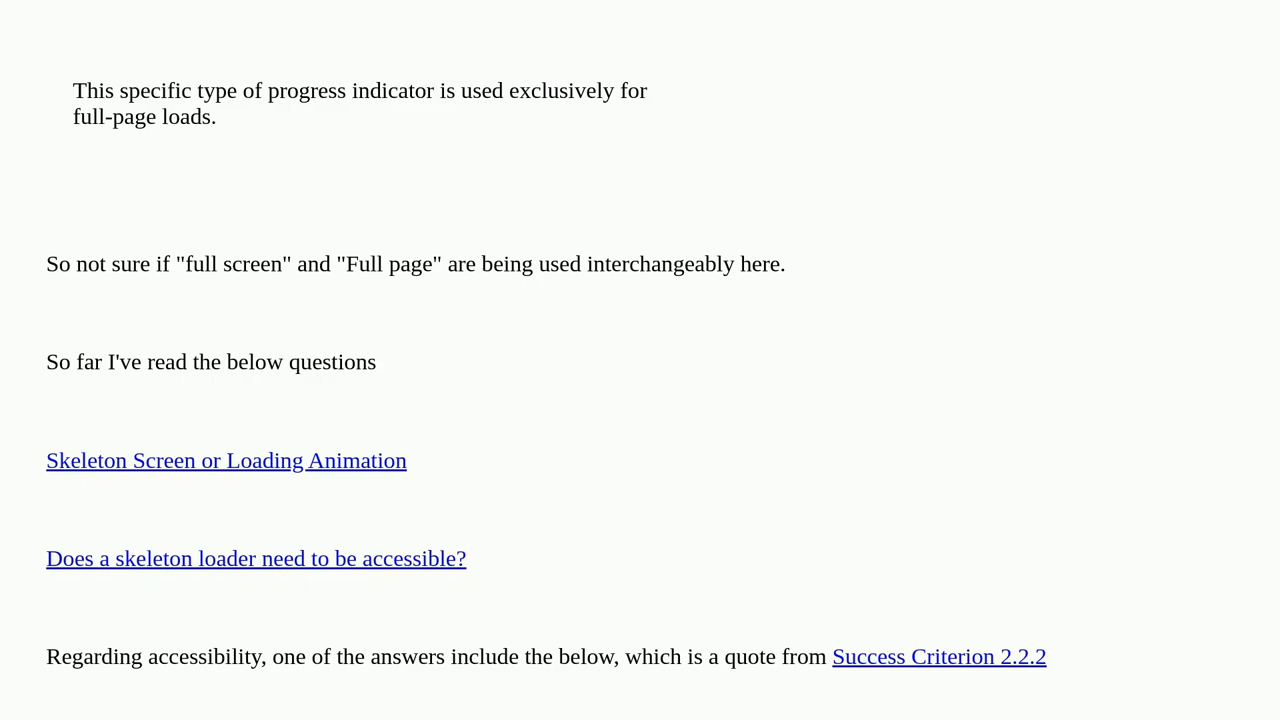 This specific type of progress indicator is used exclusively for
full-page loads.
So not sure if "full screen" and "Full page" are being used interchangeably here.
So far I've read the below questions
Skeleton Screen or Loading Animation
Does a skeleton loader need to be accessible?
Regarding accessibility, one of the answers include the below, which is a quote from Success Criterion 2.2.2